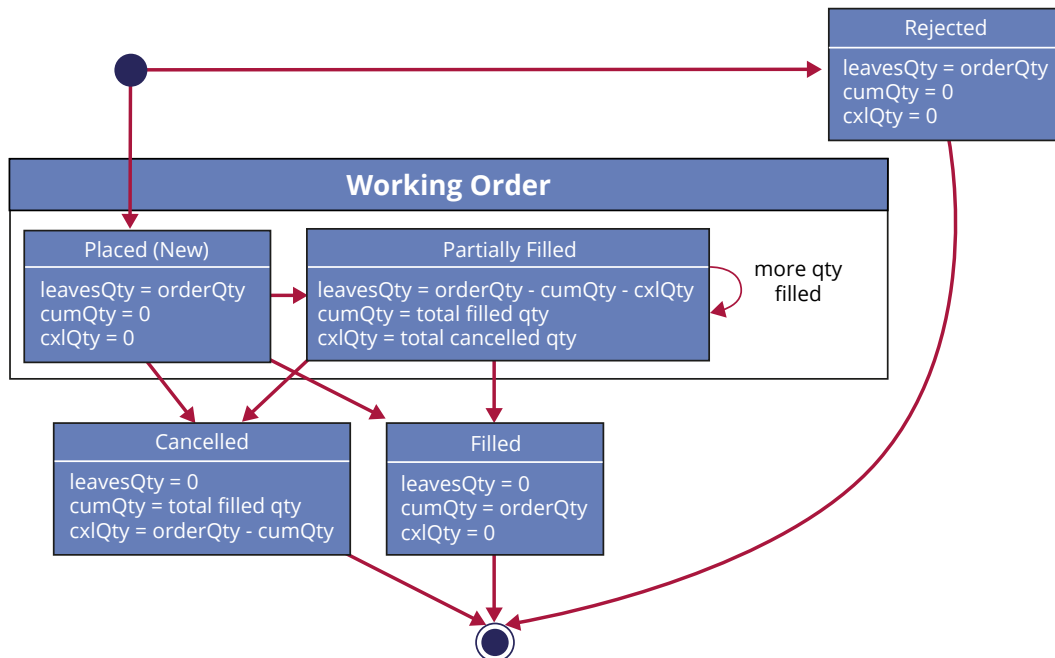 Rejected
leavesQty = orderQty
cumQty = 0
cxlQty = 0
Working Order
Placed (New)
leavesQty = orderQty
cumQty = 0
cxlQty = 0
Partially Filled
leavesQty = orderQty - cumQty - cxlQty
cumQty = total filled qty
cxlQty = total cancelled qty
more qty
filled
Cancelled
leavesQty = 0
cumQty = total filled qty
cxlQty = orderQty - cumQty
Filled
leavesQty = 0
cumQty = orderQty
cxlQty = 0